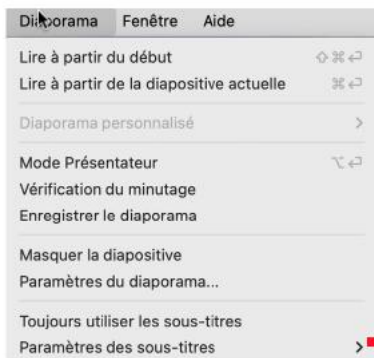 Diaporama Fenêtre Aide
Lire à partir du début ⇧⌘↩
Lire à partir de la diapositive actuelle ⌘↩
Diaporama personnalisé >
Mode Présentateur ⌥↩
Vérification du minutage
Enregistrer le diaporama
Masquer la diapositive
Paramètres du diaporama...
Toujours utiliser les sous-titres
Paramètres des sous-titres >